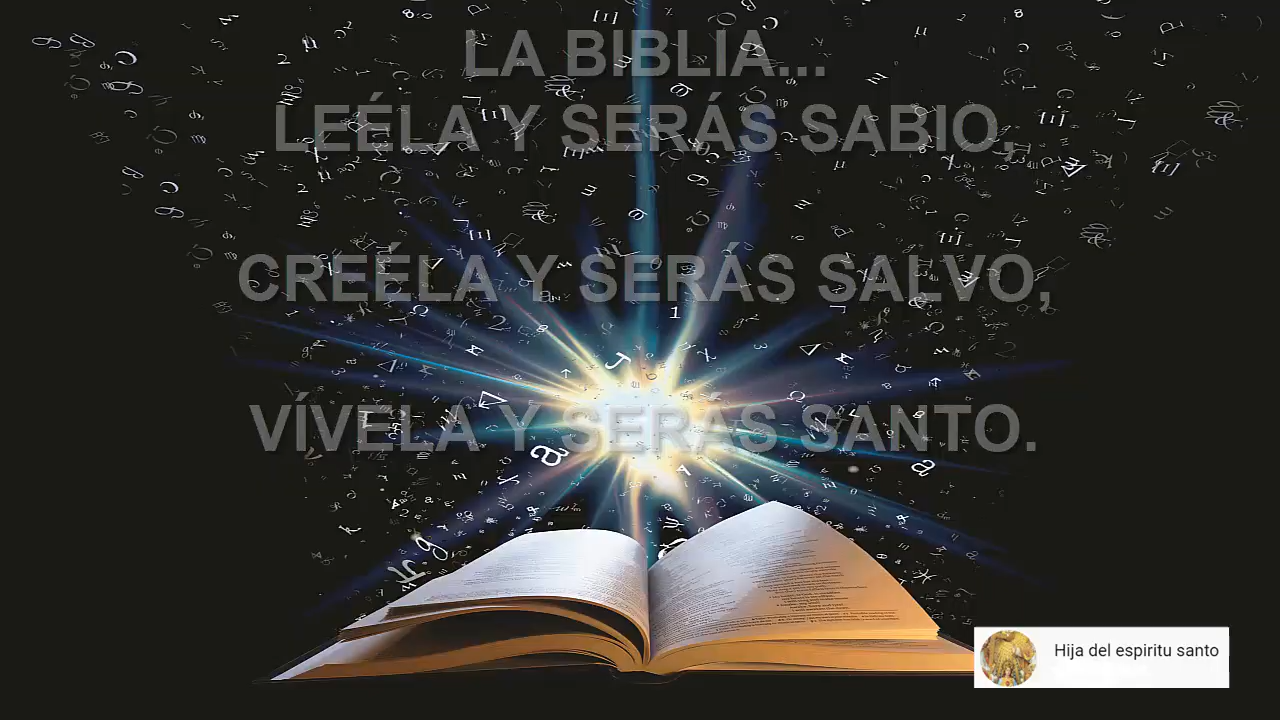 LA BIBLIA...
LEÉLA Y SERÁS SABIO,
CREÉLA Y SERÁS SALVO,
VÍVELA Y SERÁS SANTO.
Hija del espiritu santo